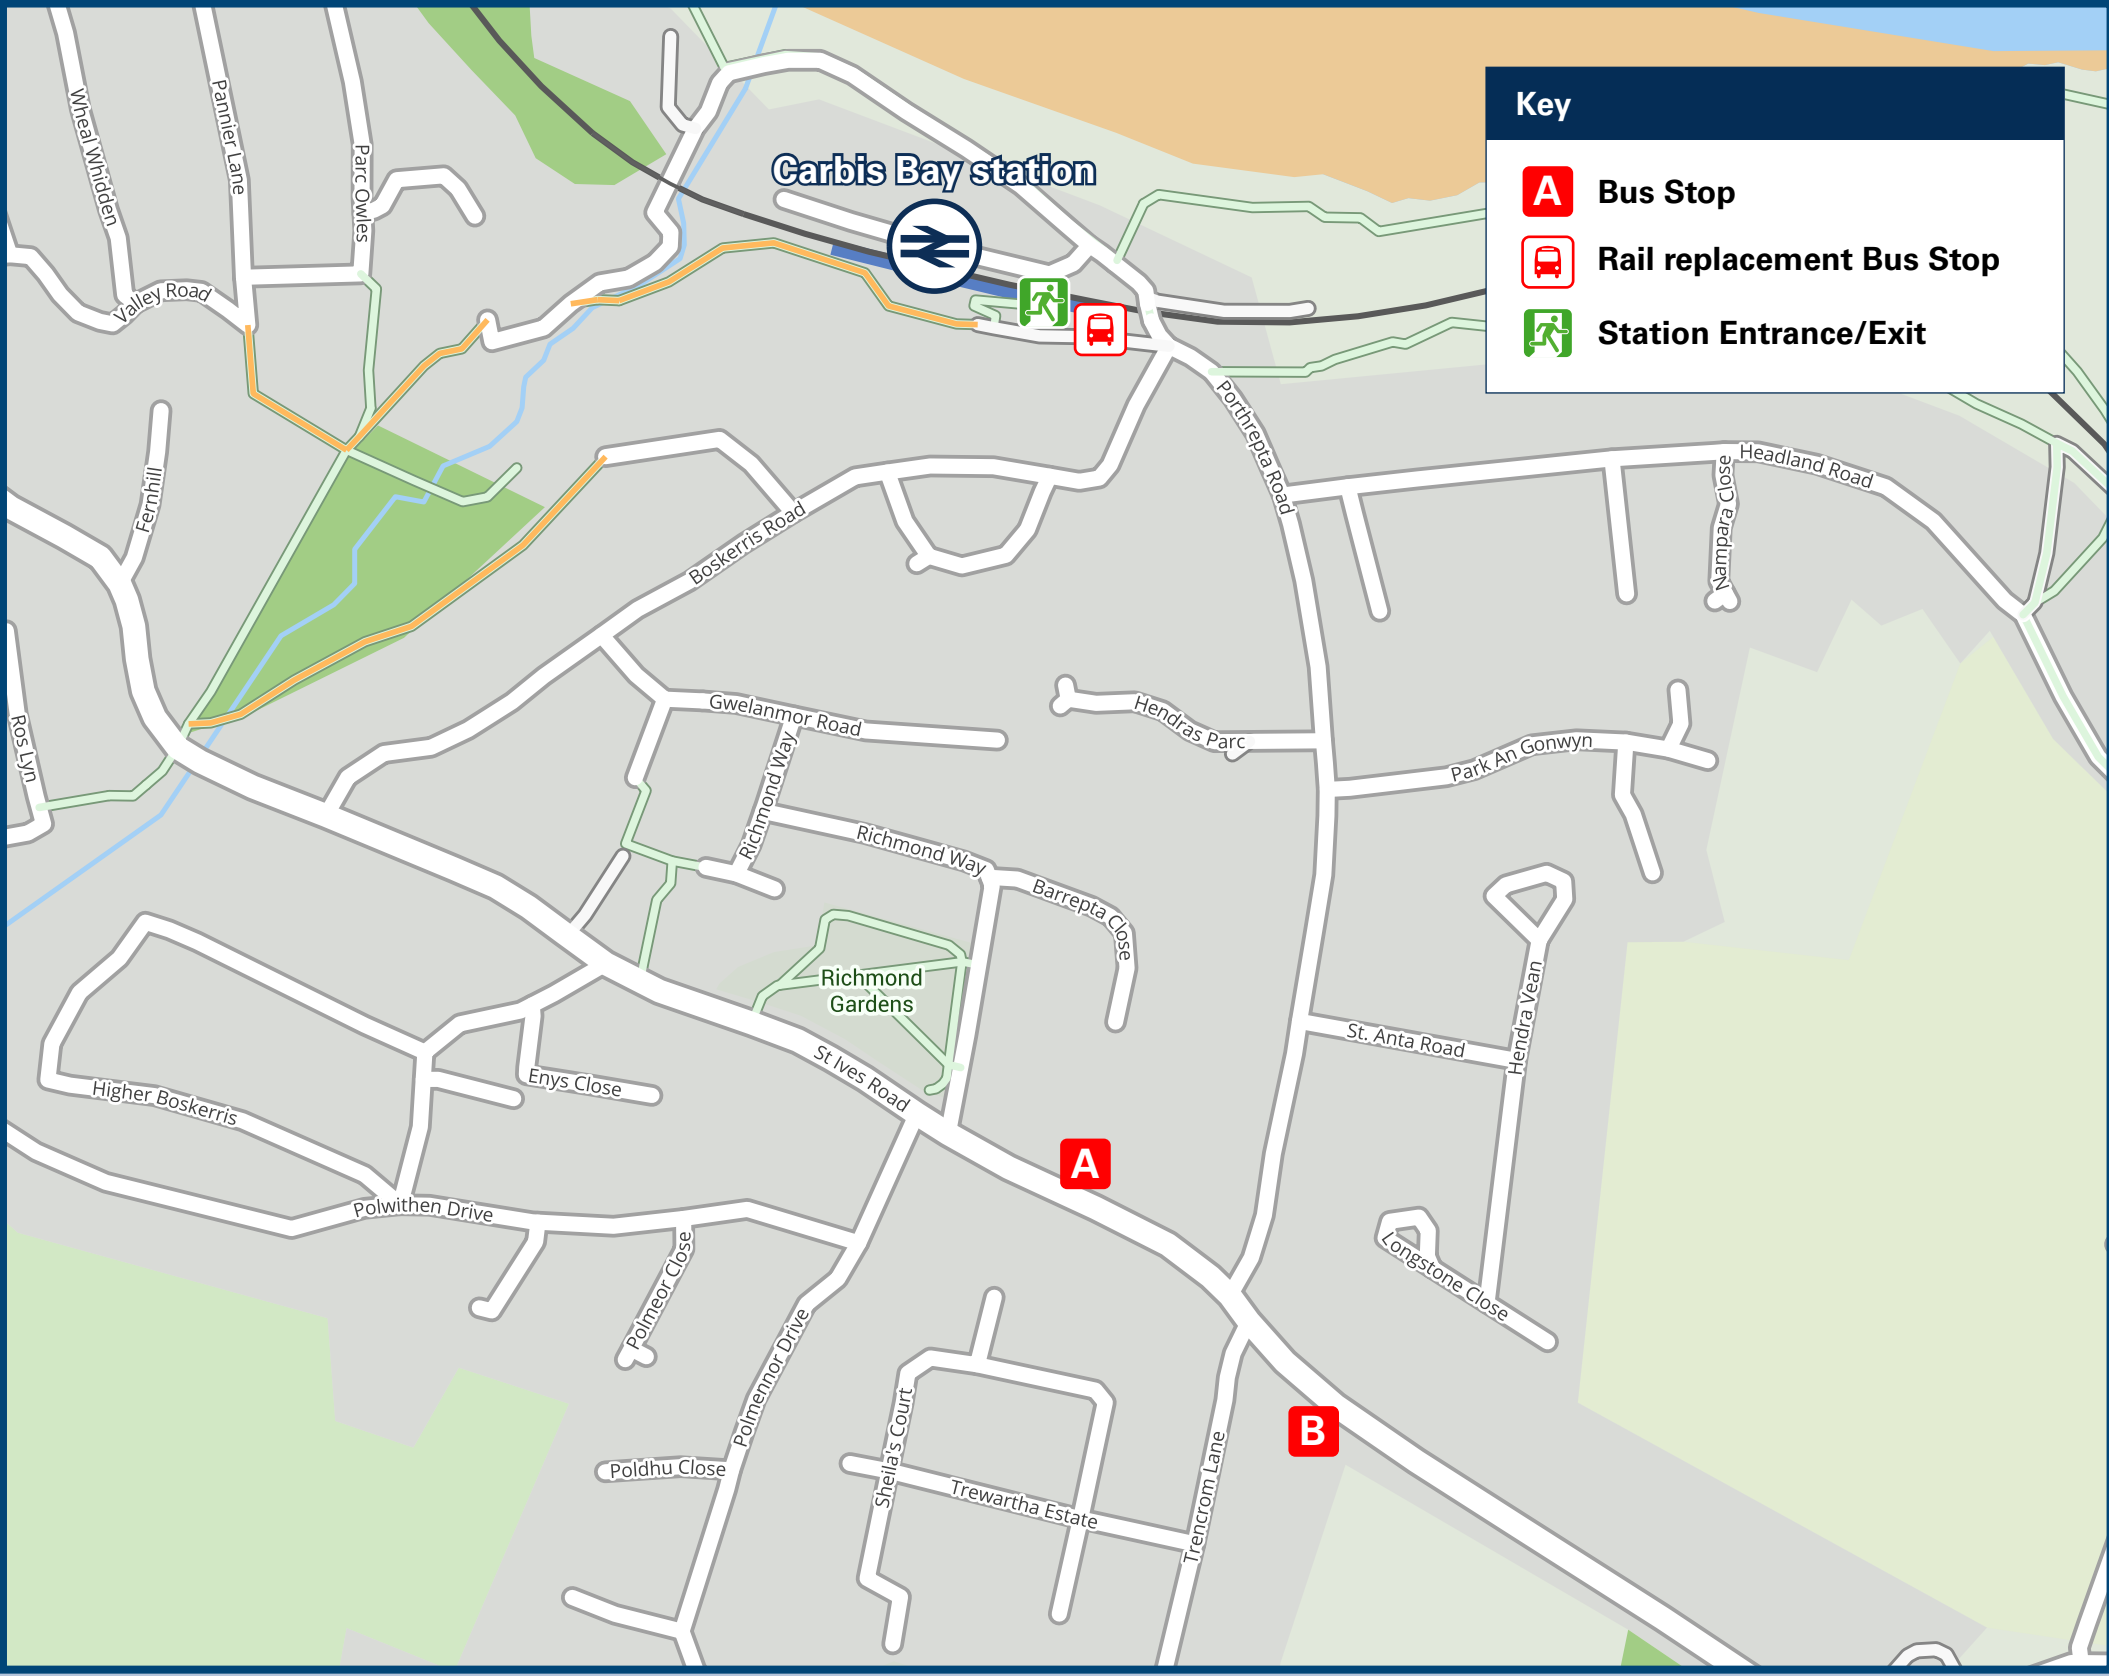 Key
A Bus Stop
Rail replacement Bus Stop
Station Entrance/Exit
Carbis Bay station
Wheal Whidden
Pannier Lane
Parc Owles
Valley Road
Fernhill
Ros Lyn
Porthrepta Road
Headland Road
Nampara Close
Boskerris Road
Gwelanmor Road
Hendras Parc
Park An Gonwyn
Richmond Way
Richmond Way
Barrepta Close
Richmond
Gardens
St Ives Road
Hendra Vean
St. Anta Road
Enys Close
Higher Boskerris
A
Polwithen Drive
Polmeor Close
Longstone Close
Polmennor Drive
B
Sheila's Court
Poldhu Close
Trewartha Estate
Trencrom Lane